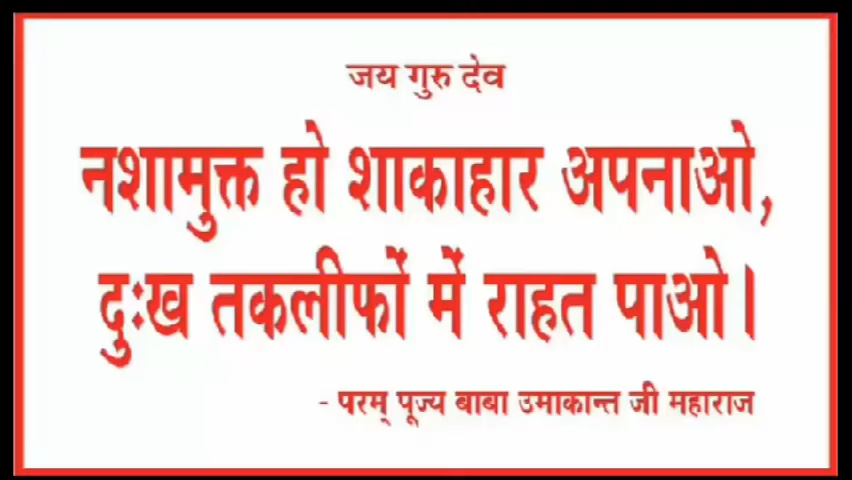 जय गुरु देव
नशामुक्त हो शाकाहार अपनाओ,
दुःख तकलीफों में राहत पाओ।
- परम् पूज्य बाबा उमाकान्त जी महाराज